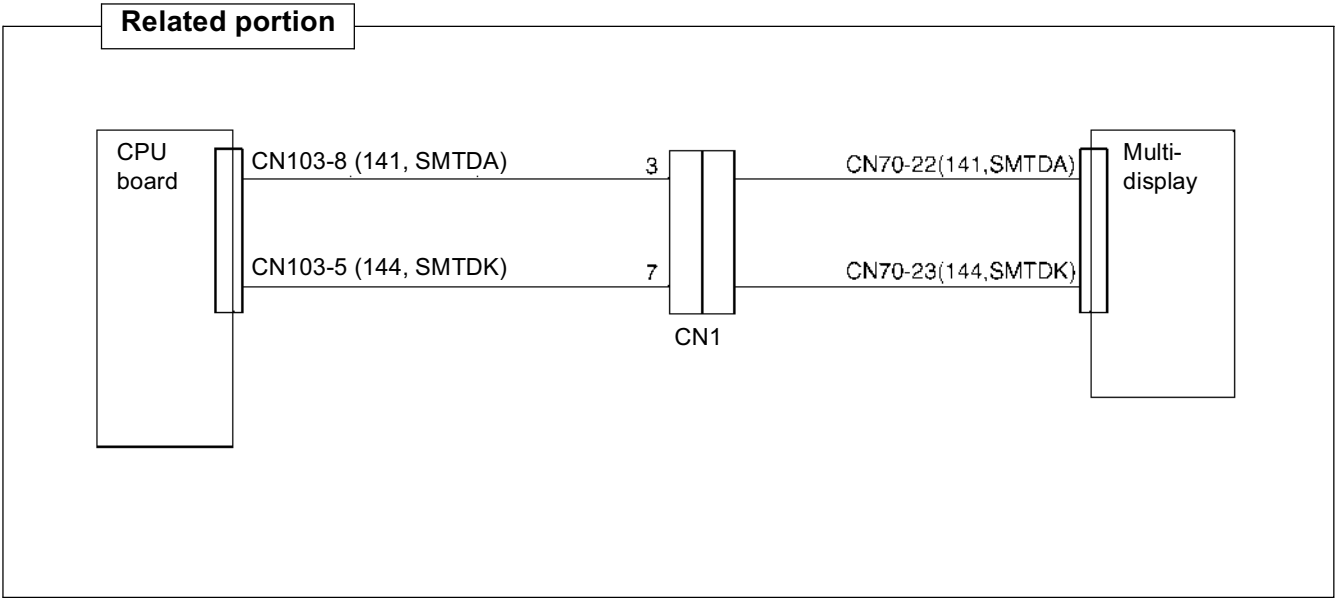 Related portion
CPU
board
CN103-8 (141, SMTDA)
3
CN70-22(141,SMTDA)
Multi-
display
CN103-5 (144, SMTDK)
7
CN70-23(144,SMTDK)
CN1